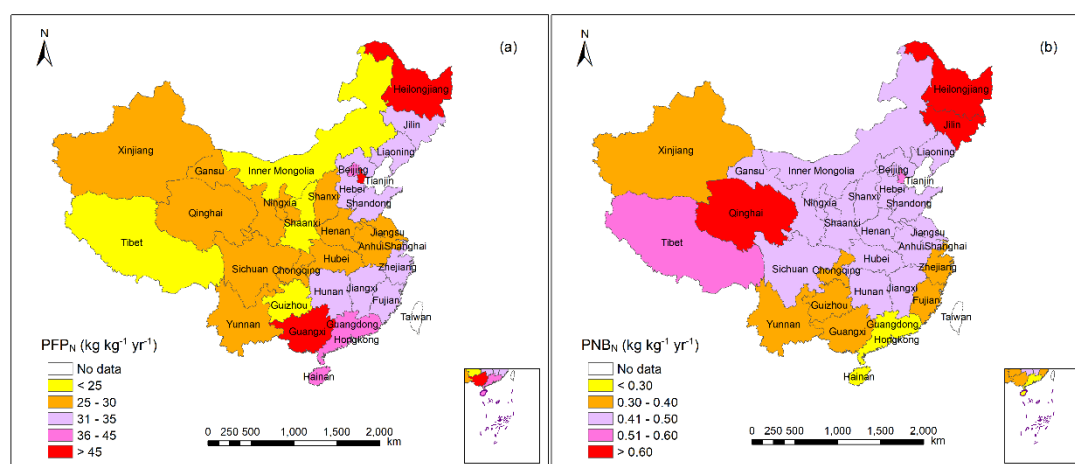 N
(a)
Heilongjiang
Jilin
Xinjiang
Liaoning
Gansu
Inner Mongolia
Beijing
Tianjin
Hebei
Ningxia
Shanxi
Shandong
Qinghai
Shaanxi
Henan
Jiangsu
Tibet
Anhui
Shanghai
Hubei
Sichuan
Chongqing
Zhejiang
Hunan
Jiangxi
Guizhou
Fujian
Yunnan
Guangxi
Guangdong
Taiwan
Hongkong
Hainan
PFP_N (kg kg⁻¹ yr⁻¹)
No data
< 25
25 - 30
31 - 35
36 - 45
> 45
0 250 500 1,000 1,500 2,000
km
N
(b)
Heilongjiang
Jilin
Xinjiang
Liaoning
Gansu
Inner Mongolia
Beijing
Tianjin
Hebei
Ningxia
Shanxi
Shandong
Qinghai
Shaanxi
Henan
Jiangsu
Tibet
Anhui
Shanghai
Hubei
Sichuan
Chongqing
Zhejiang
Hunan
Jiangxi
Guizhou
Fujian
Yunnan
Guangxi
Guangdong
Taiwan
Hongkong
Hainan
PNB_N (kg kg⁻¹ yr⁻¹)
No data
< 0.30
0.30 - 0.40
0.41 - 0.50
0.51 - 0.60
> 0.60
0 250 500 1,000 1,500 2,000
km